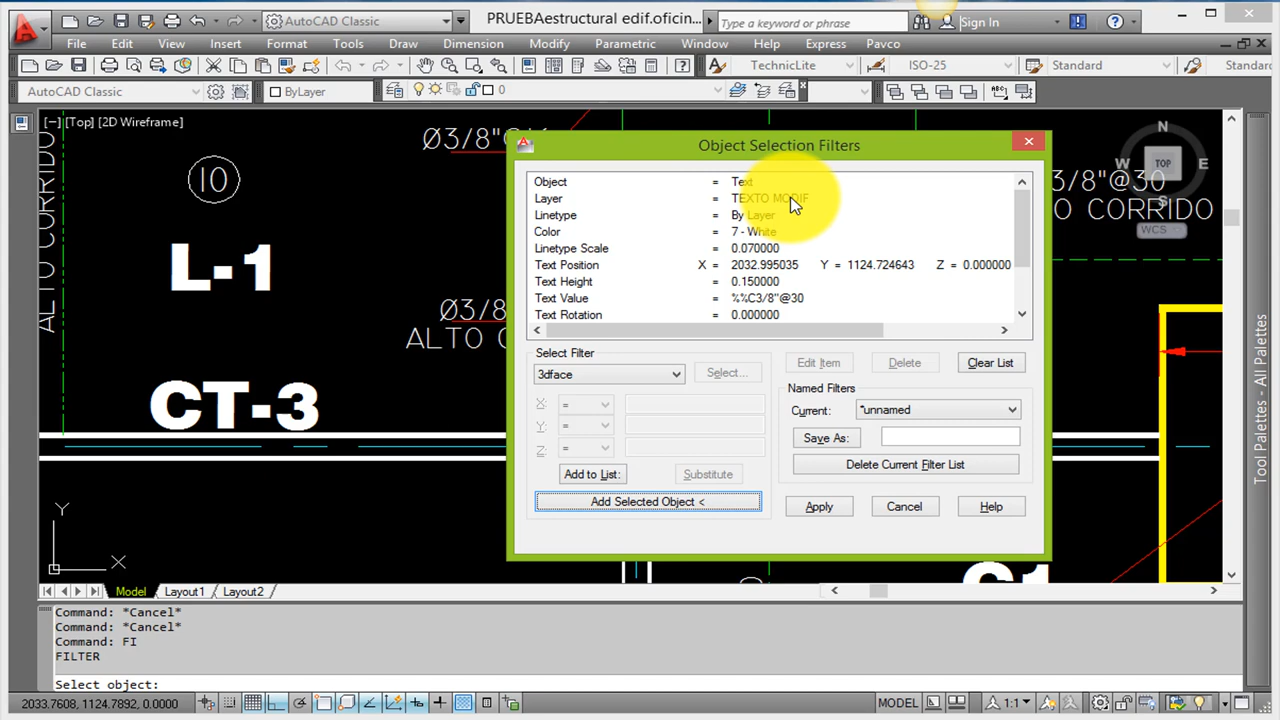 AutoCAD Classic
PRUEBAestructural edif.oficin...
Type a keyword or phrase
Sign In
File Edit View Insert Format Tools Draw Dimension Modify Parametric Window Help Express Pavco
TechnicLite ISO-25 Standard Standard
AutoCAD Classic ByLayer 0
[–] [Top] [2D Wireframe]
10
L-1
CT-3
Ø3/8"
ALTO CORRIDO
Object Selection Filters
Object = Text
Layer = TEXTO MODIF
Linetype = By Layer
Color = 7 - White
Linetype Scale = 0.070000
Text Position X = 2032.995035 Y = 1124.724643 Z = 0.000000
Text Height = 0.150000
Text Value = %%C3/8"@30
Text Rotation = 0.000000
Select Filter
3dface
Select...
X: =
Y: =
Z: =
Add to List:
Substitute
Add Selected Object <
Edit Item Delete Clear List
Named Filters
Current: *unnamed
Save As:
Delete Current Filter List
Apply Cancel Help
N
W TOP E
S
WCS
3/8"@30
O CORRIDO
C1
Y
X
Tool Palettes - All Palettes
Model Layout1 Layout2
Command: *Cancel*
Command: *Cancel*
Command: FI
FILTER
Select object:
2033.7608, 1124.7892, 0.0000
MODEL
1:1